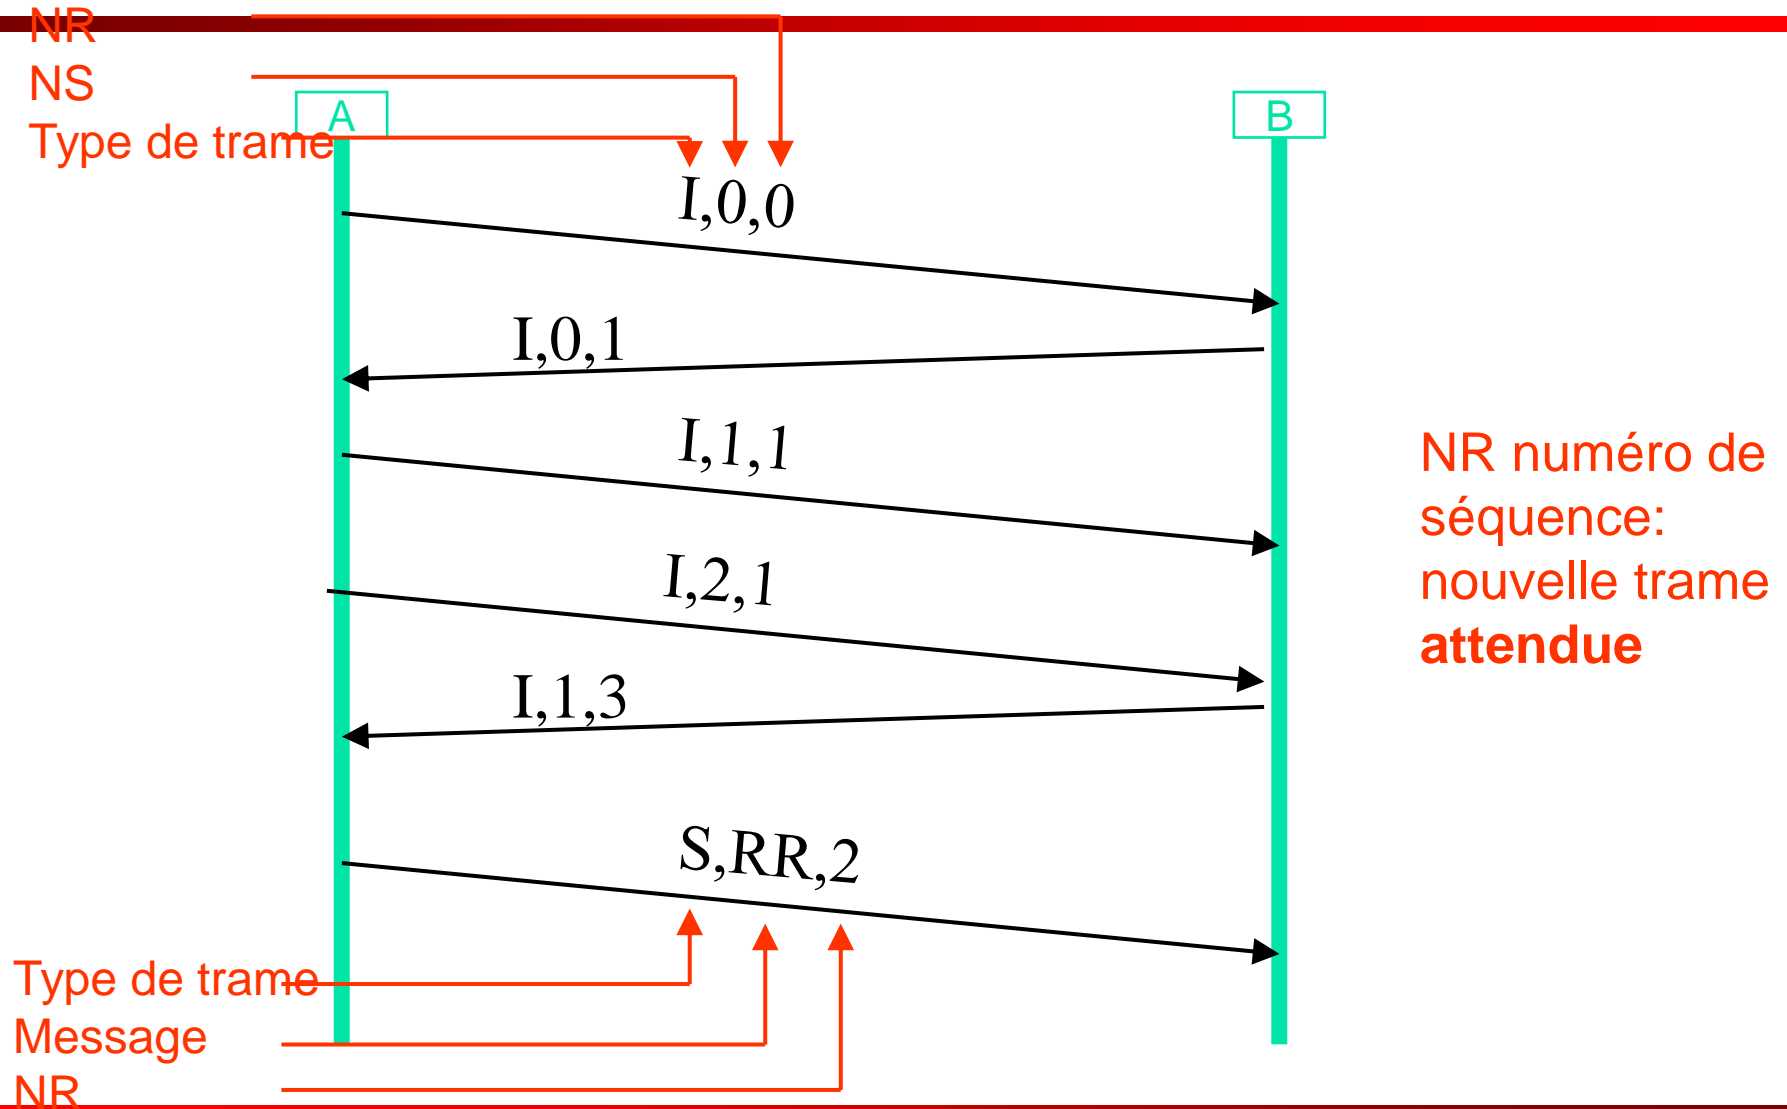 NR
NS
Type de trame
A
B
I,0,0
I,0,1
I,1,1
I,2,1
I,1,3
S,RR,2
NR numéro de
séquence:
nouvelle trame
attendue
Type de trame
Message
NR